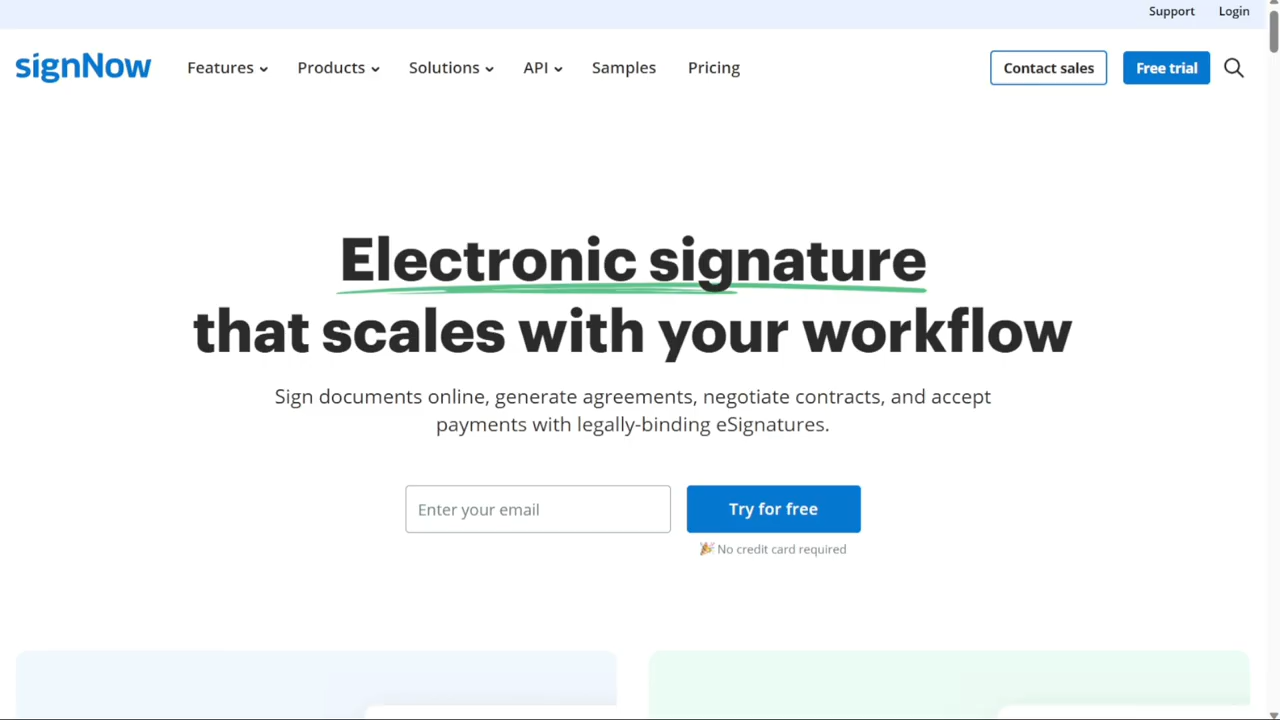 Support Login
signNow Features Products Solutions API Samples Pricing Contact sales Free trial
Electronic signature
that scales with your workflow
Sign documents online, generate agreements, negotiate contracts, and accept
payments with legally-binding eSignatures.
Enter your email Try for free
🎉 No credit card required